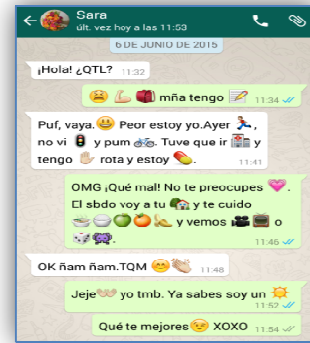 Sara
últ. vez hoy a las 11:53
6 DE JUNIO DE 2015
¡Hola! ¿QTL? 11:32
😫 💪 🎒 mña tengo 📝 11:34
Puf, vaya.😃 Peor estoy yo.Ayer 🏃,
no vi 🚦 y pum 🚲. Tuve que ir 🏥 y
tengo ✋ rota y estoy 💊.
11:41
OMG ¡Qué mal! No te preocupes 💗.
El sbdo voy a tu 🏡 y te cuido
🍵🍚🍏🍅🍌 y vemos 🎥📺 o
🎲👾.
11:46
OK ñam ñam.TQM 😊👏 11:48
Jeje👐 yo tmb. Ya sabes soy un ☀️
11:52
Qué te mejores😉 XOXO 11:54